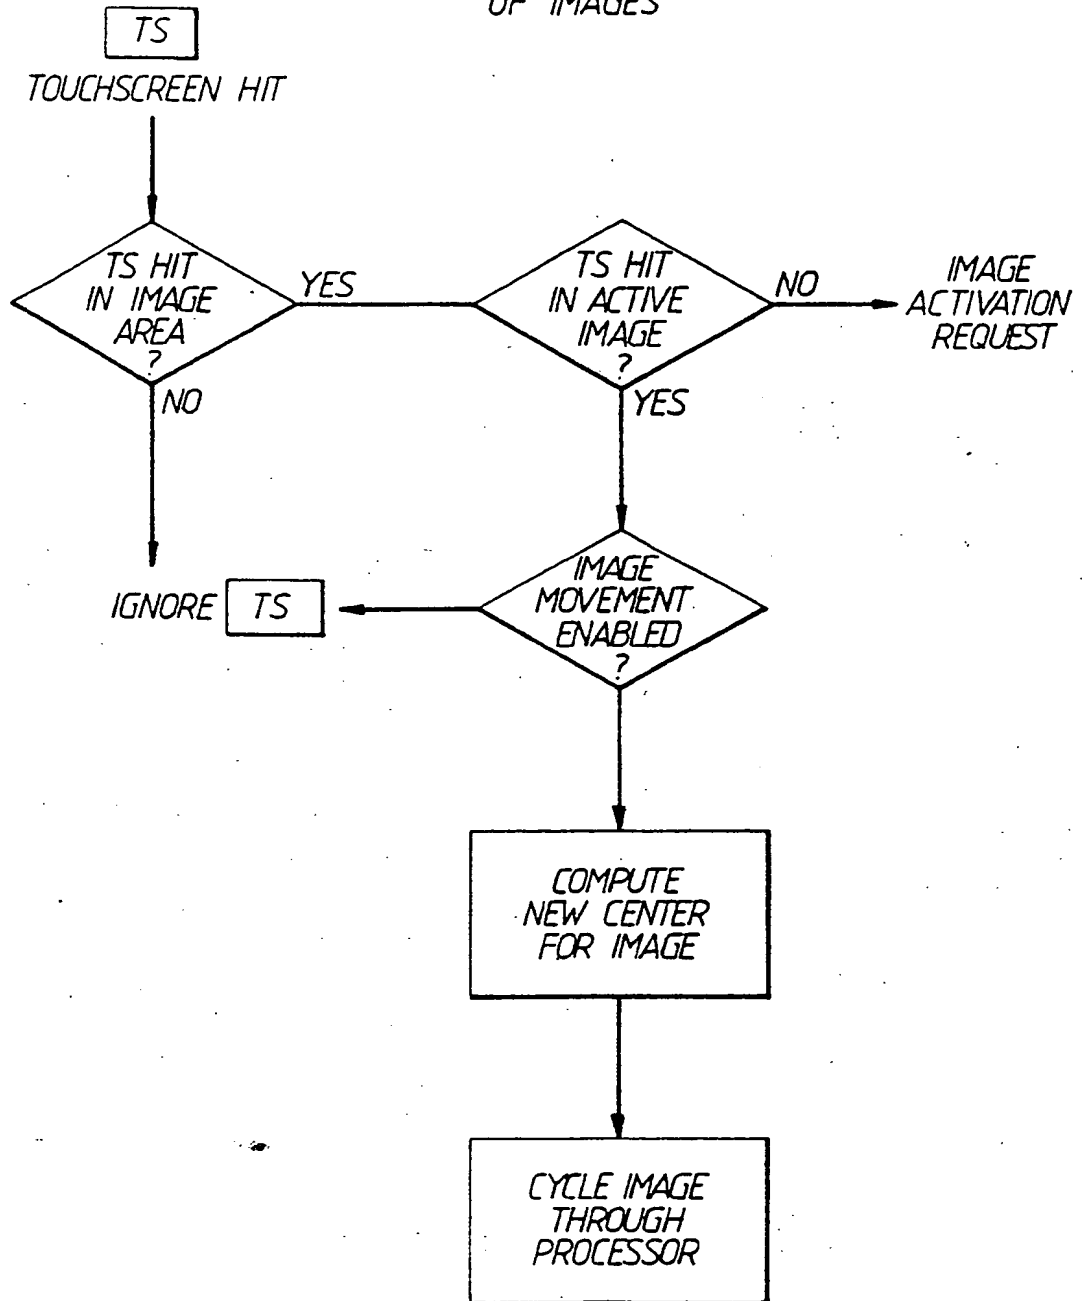 OF IMAGES
TS
TOUCHSCREEN HIT
TS HIT
IN IMAGE
AREA
?
YES
NO
TS HIT
IN ACTIVE
IMAGE
?
NO
YES
IMAGE
ACTIVATION
REQUEST
IMAGE
MOVEMENT
ENABLED
?
IGNORE TS
COMPUTE
NEW CENTER
FOR IMAGE
CYCLE IMAGE
THROUGH
PROCESSOR